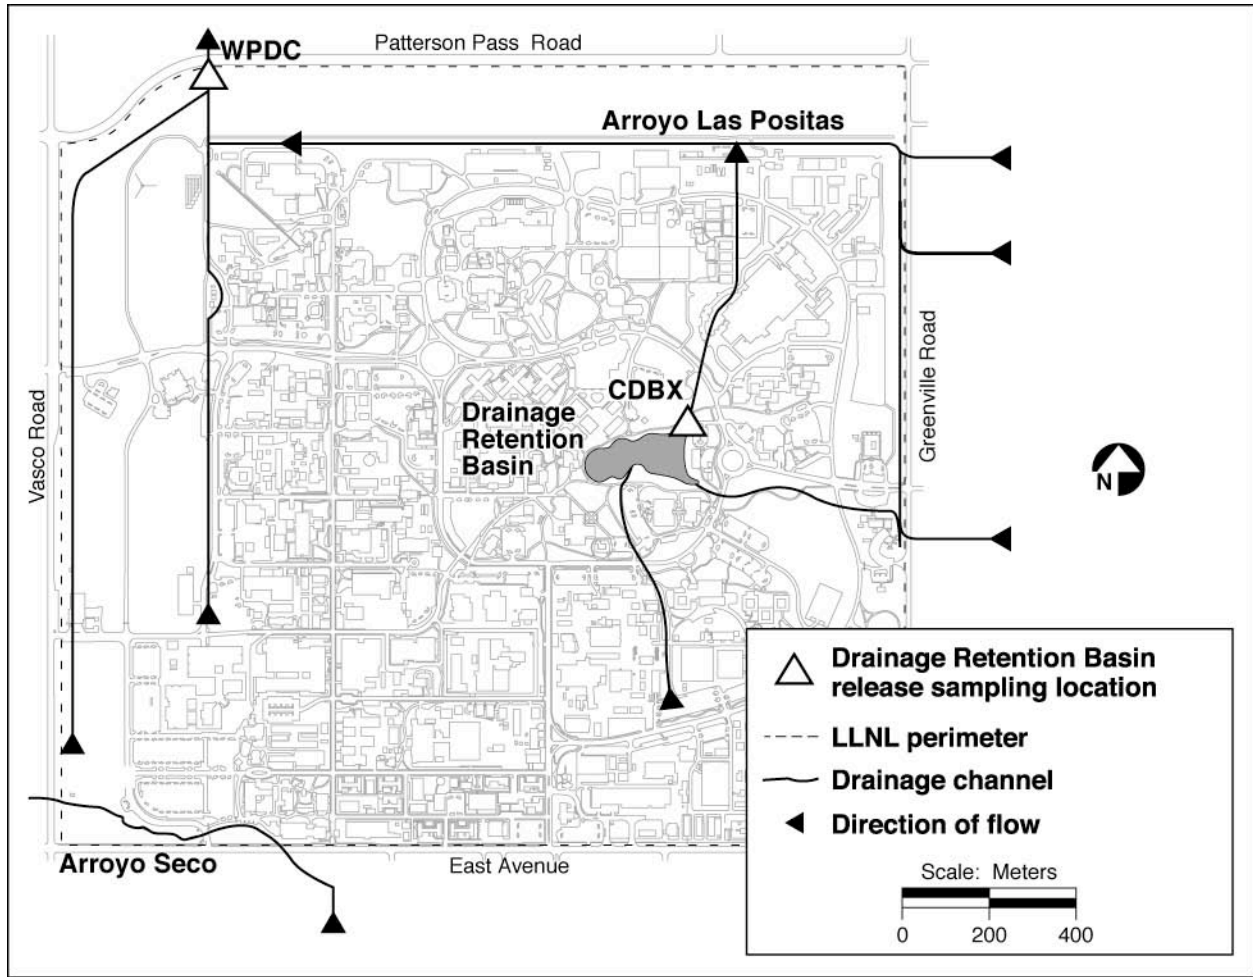 WPDC
Patterson Pass Road
Arroyo Las Positas
Vasco Road
Greenville Road
CDBX
Drainage
Retention
Basin
N
Arroyo Seco
East Avenue
Drainage Retention Basin
release sampling location
LLNL perimeter
Drainage channel
Direction of flow
Scale: Meters
0 200 400